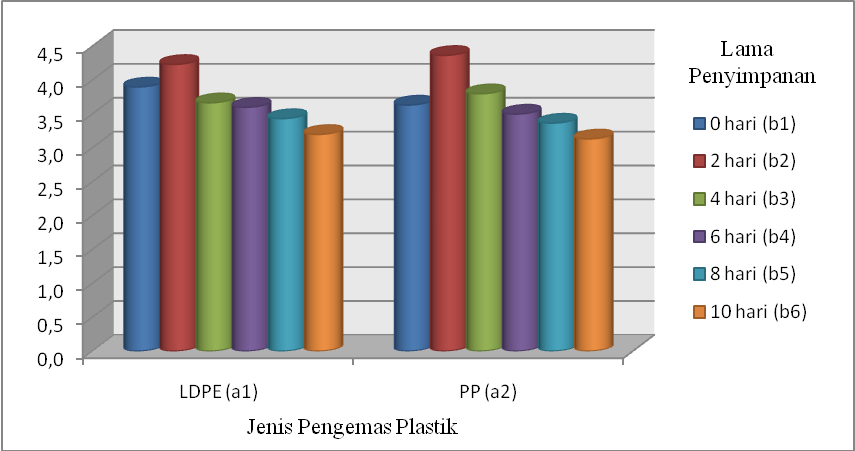 4,5
4,0
3,5
3,0
2,5
2,0
1,5
1,0
0,5
0,0
LDPE (a1)
PP (a2)
Jenis Pengemas Plastik
Lama
Penyimpanan
0 hari (b1)
2 hari (b2)
4 hari (b3)
6 hari (b4)
8 hari (b5)
10 hari (b6)